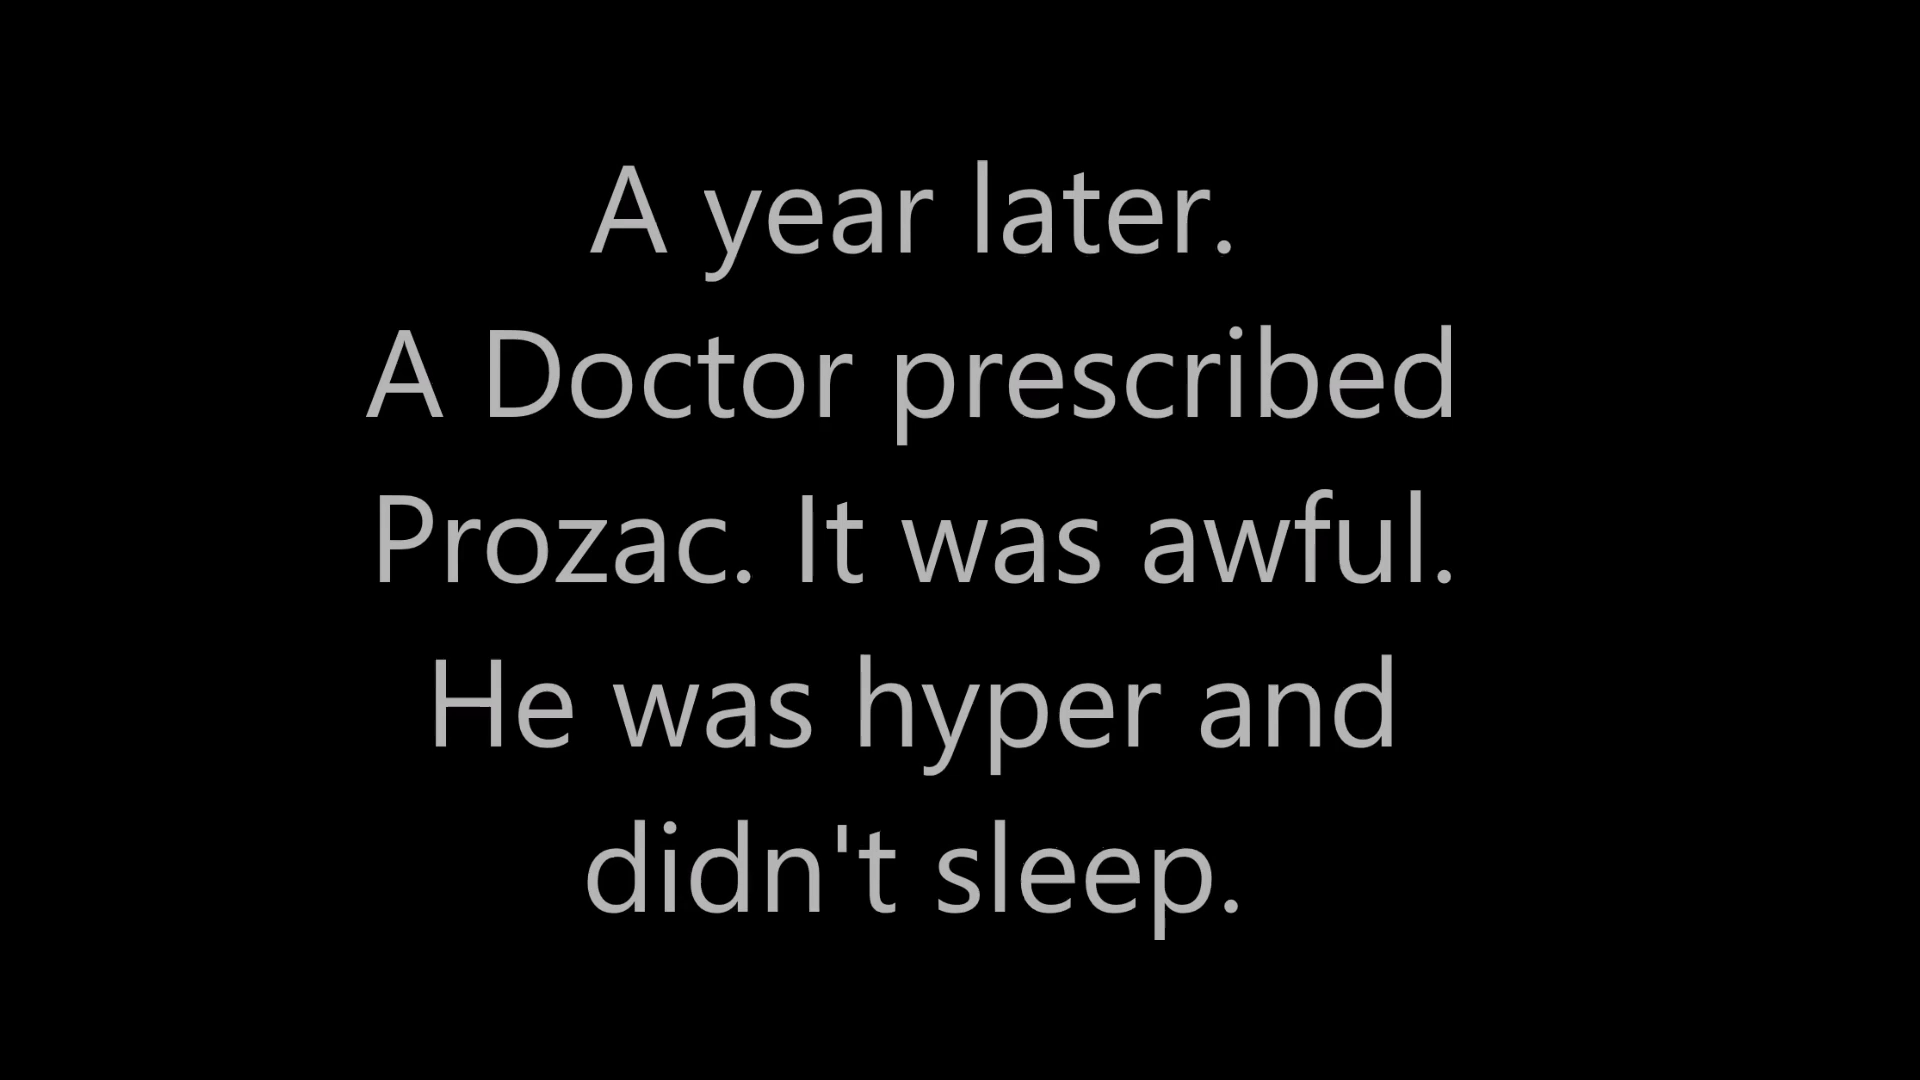 A year later.
A Doctor prescribed
Prozac. It was awful.
He was hyper and
didn't sleep.